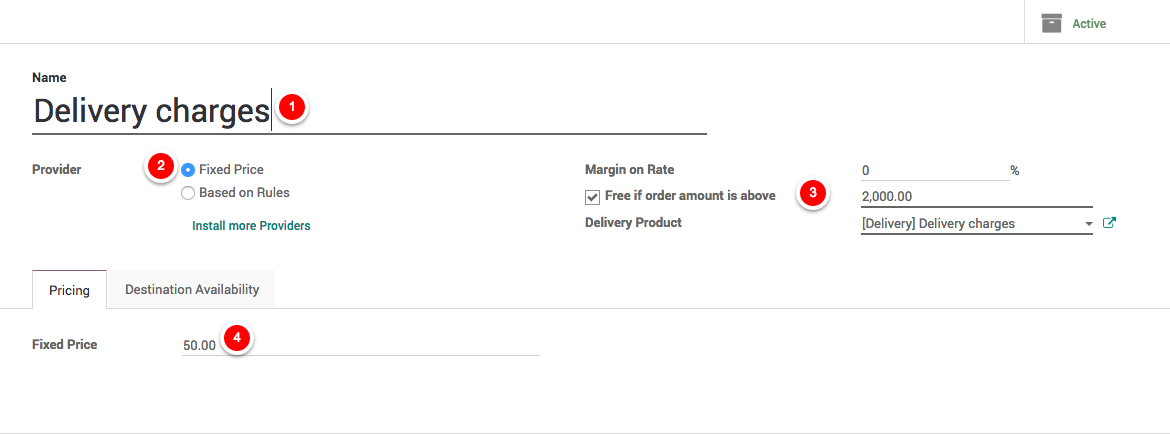 Active
Name
Delivery charges 1
Provider 2 Fixed Price
Based on Rules
Install more Providers
Margin on Rate 0 %
Free if order amount is above 3 2,000.00
Delivery Product [Delivery] Delivery charges
Pricing Destination Availability
Fixed Price 50.00 4